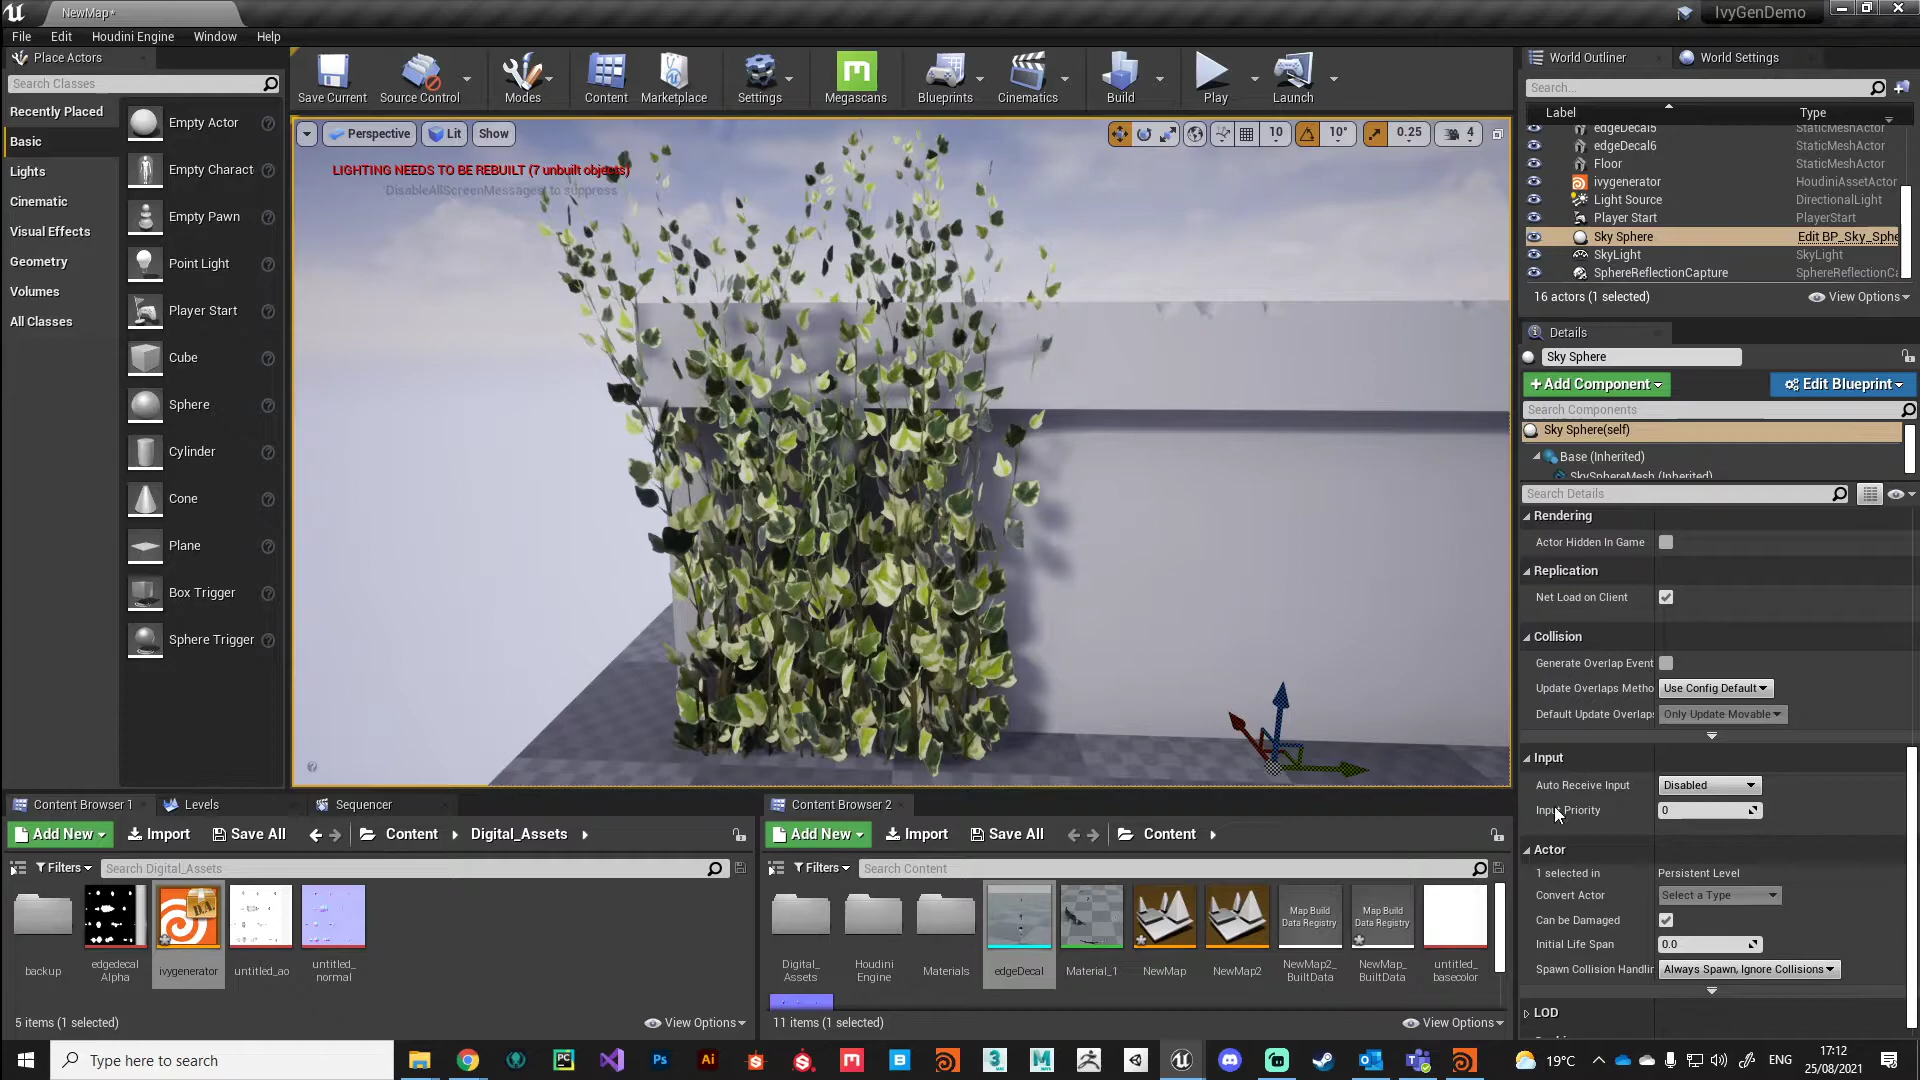 NewMap*
IvyGenDemo
File Edit Houdini Engine Window Help
Place Actors
Search Classes
Recently Placed
Basic
Lights
Cinematic
Visual Effects
Geometry
Volumes
All Classes
Empty Actor
Empty Charact
Empty Pawn
Point Light
Player Start
Cube
Sphere
Cylinder
Cone
Plane
Box Trigger
Sphere Trigger
Save Current Source Control Modes Content Marketplace Settings Megascans Blueprints Cinematics Build Play Launch
Perspective Lit Show
10 10° 0.25 4
LIGHTING NEEDS TO BE REBUILT (7 unbuilt objects)
'DisableAllScreenMessages' to suppress
World Outliner World Settings
Search...
Label Type
edgeDecal5 StaticMeshActor
edgeDecal6 StaticMeshActor
Floor StaticMeshActor
ivygenerator HoudiniAssetActor
Light Source DirectionalLight
Player Start PlayerStart
Sky Sphere Edit BP_Sky_Sphe
SkyLight SkyLight
SphereReflectionCapture SphereReflectionCa
16 actors (1 selected) View Options
Details
Sky Sphere
+Add Component Edit Blueprint
Search Components
Sky Sphere(self)
Base (Inherited)
SkySphereMesh (Inherited)
Search Details
Rendering
Actor Hidden In Game
Replication
Net Load on Client
Collision
Generate Overlap Event
Update Overlaps Metho Use Config Default
Default Update Overlaps Only Update Movable
Input
Auto Receive Input Disabled
Input Priority 0
Actor
1 selected in Persistent Level
Convert Actor Select a Type
Can be Damaged
Initial Life Span 0.0
Spawn Collision Handlin Always Spawn, Ignore Collisions
LOD
Content Browser 1 Levels Sequencer
Add New Import Save All Content Digital_Assets
Filters Search Digital_Assets
backup
edgedecal Alpha
ivygenerator
untitled_ao
untitled_ normal
5 items (1 selected) View Options
Content Browser 2
Add New Import Save All Content
Filters Search Content
Map Build Data Registry
Map Build Data Registry
Digital_ Assets
Houdini Engine
Materials
edgeDecal
Material_1
NewMap
NewMap2
NewMap2_ BuiltData
NewMap_ BuiltData
untitled_ basecolor
11 items (1 selected) View Options
Type here to search
19°C ENG 17:12
25/08/2021